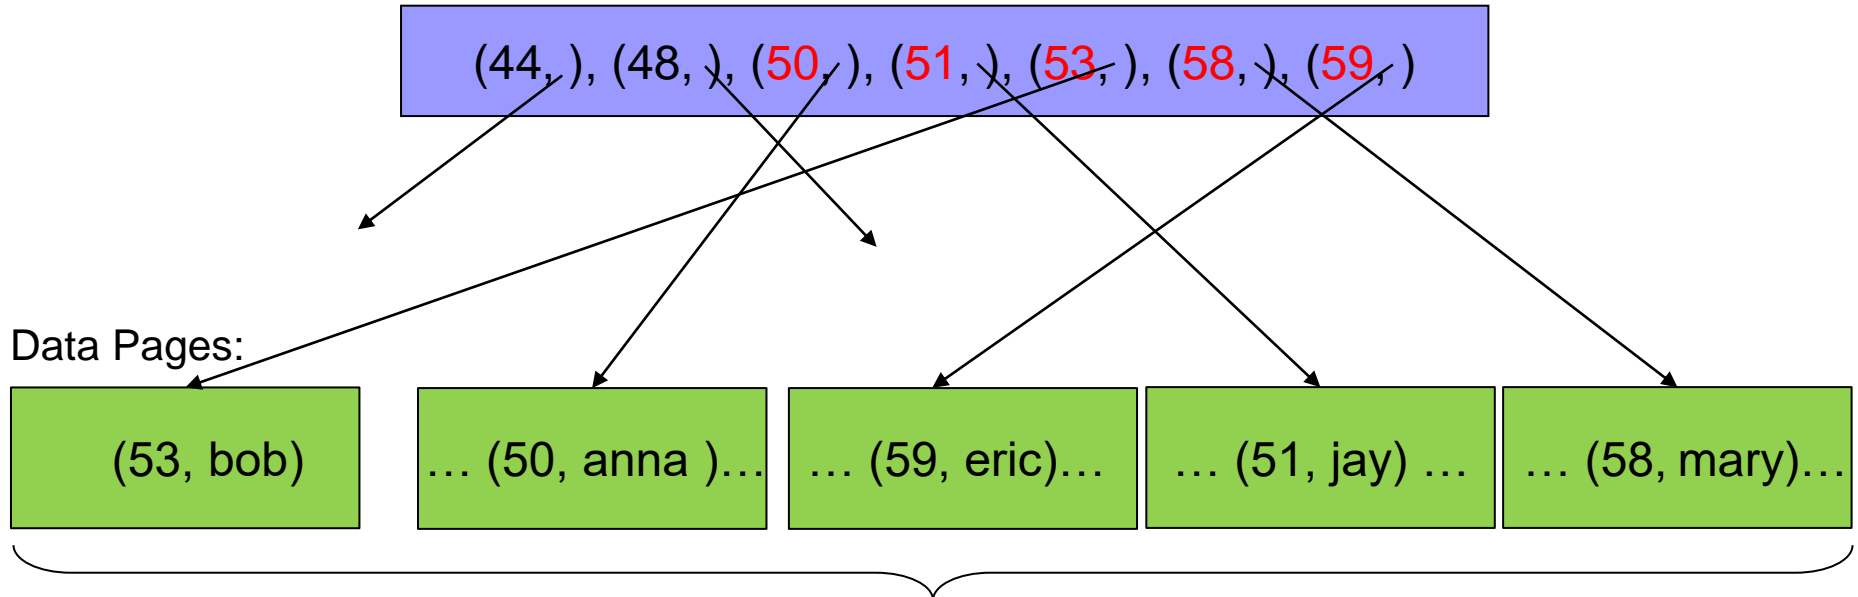 (44, ), (48, ), (50, ), (51, ), (53, ), (58, ), (59, )
Data Pages:
(53, bob)
… (50, anna )…
… (59, eric)…
… (51, jay) …
… (58, mary)…